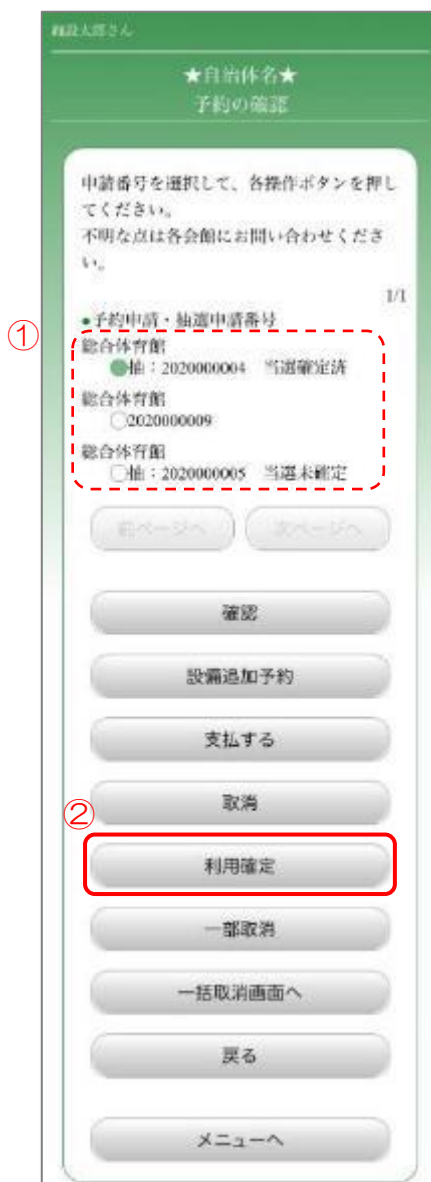 施設太郎さん
★自治体名★
予約の確認
申請番号を選択して、各操作ボタンを押し
てください。
不明な点は各会館にお問い合わせくださ
い。
1/1
●予約申請・抽選申請番号
①
総合体育館
抽：2020000004 当選確定済
総合体育館
2020000009
総合体育館
抽：2020000005 当選未確定
前ページへ 次ページへ
確認
設備追加予約
支払する
取消
②
利用確定
一部取消
一括取消画面へ
戻る
メニューへ